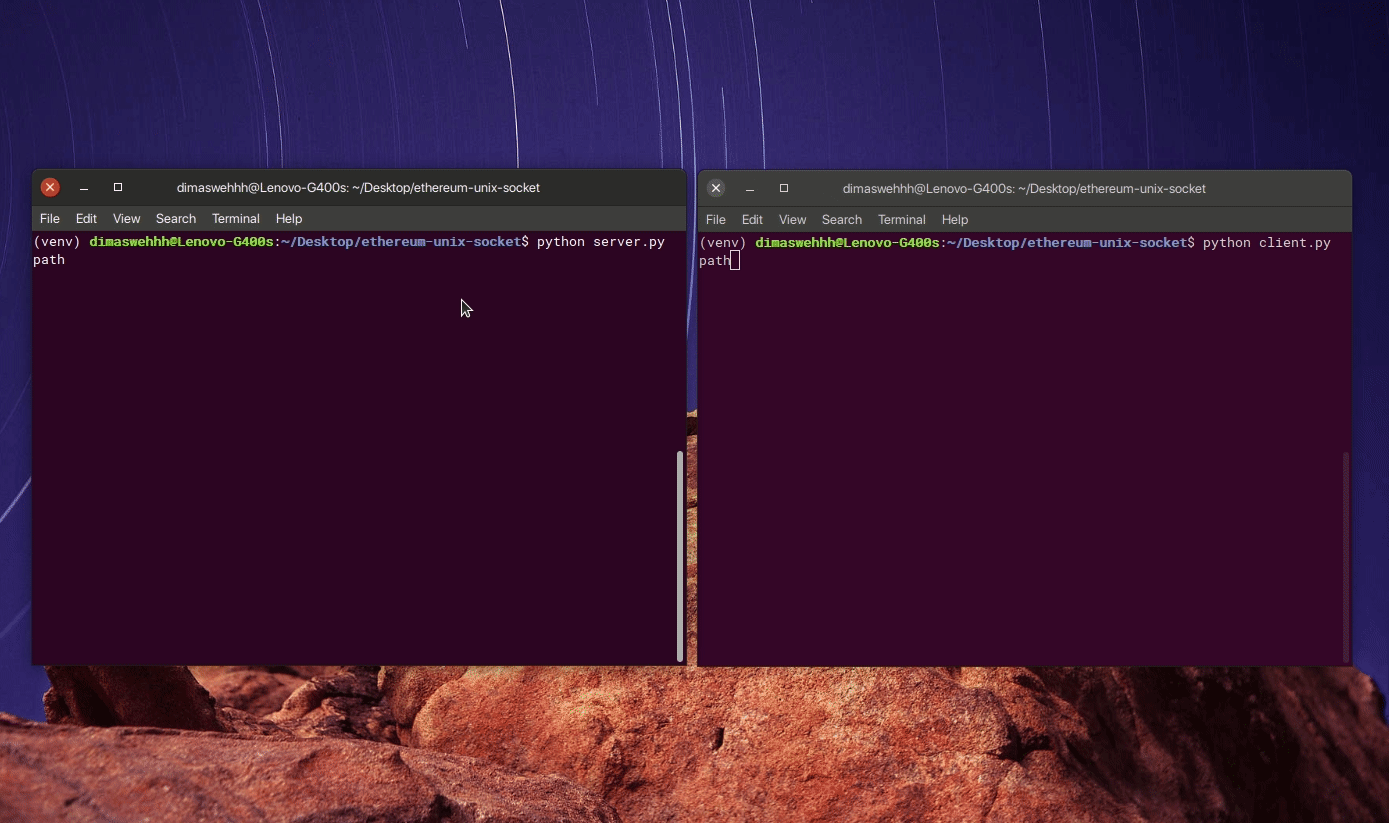 dimaswehhh@Lenovo-G400s: ~/Desktop/ethereum-unix-socket
File Edit View Search Terminal Help
(venv) dimaswehhh@Lenovo-G400s:~/Desktop/ethereum-unix-socket$ python server.py
path
dimaswehhh@Lenovo-G400s: ~/Desktop/ethereum-unix-socket
File Edit View Search Terminal Help
(venv) dimaswehhh@Lenovo-G400s:~/Desktop/ethereum-unix-socket$ python client.py
path